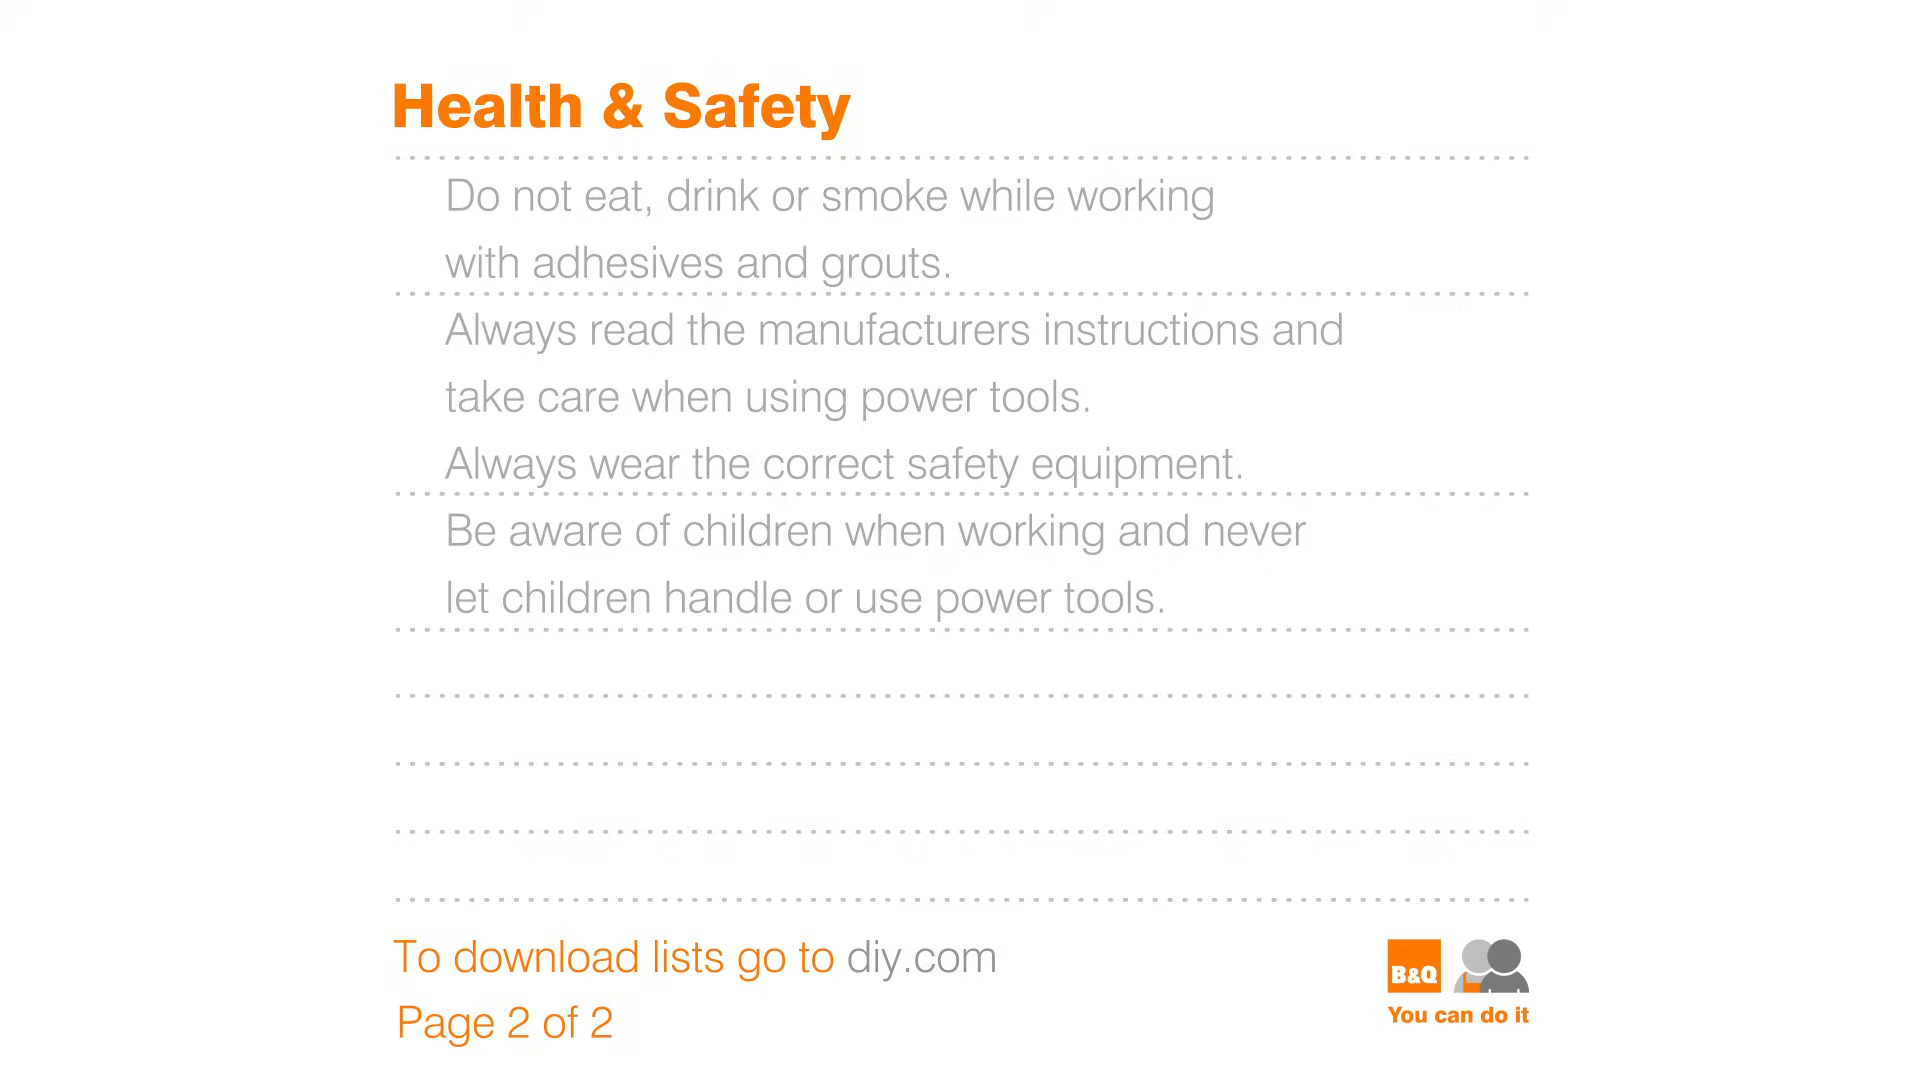 Health & Safety
Do not eat, drink or smoke while working
with adhesives and grouts.
Always read the manufacturers instructions and
take care when using power tools.
Always wear the correct safety equipment.
Be aware of children when working and never
let children handle or use power tools.
To download lists go to diy.com
Page 2 of 2
B&Q
You can do it